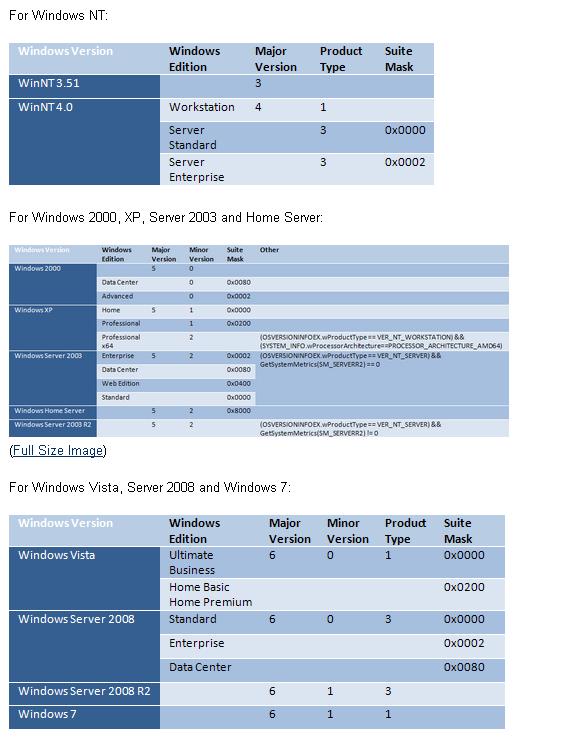 For Windows NT:
Windows Version Windows Edition Major Version Product Type Suite Mask
WinNT3.51 3
WinNT4.0 Workstation 4 1
Server Standard 3 0x0000
Server Enterprise 3 0x0002
For Windows 2000, XP, Server 2003 and Home Server:
Windows Version Windows Edition Major Version Minor Version Suite Mask Other
Windows 2000 5 0
Data Center 0 0x0080
Advanced 0 0x0002
Windows XP Home 5 1 0x0000
Professional 1 0x0200
Professional x64 2 (OSVERSIONINFOEX.wProductType == VER_NT_WORKSTATION) && (SYSTEM_INFO.wProcessorArchitecture==PROCESSOR_ARCHITECTURE_AMD64)
Windows Server 2003 Enterprise 5 2 0x0002 (OSVERSIONINFOEX.wProductType == VER_NT_SERVER) && GetSystemMetrics(SM_SERVERR2) == 0
Data Center 0x0080
Web Edition 0x0400
Standard 0x0000
Windows Home Server 5 2 0x8000
Windows Server 2003 R2 5 2 (OSVERSIONINFOEX.wProductType == VER_NT_SERVER) && GetSystemMetrics(SM_SERVERR2) != 0
(Full Size Image)
For Windows Vista, Server 2008 and Windows 7:
Windows Version Windows Edition Major Version Minor Version Product Type Suite Mask
Windows Vista Ultimate Business 6 0 1 0x0000
Home Basic Home Premium 0x0200
Windows Server 2008 Standard 6 0 3 0x0000
Enterprise 0x0002
Data Center 0x0080
Windows Server 2008 R2 6 1 3
Windows 7 6 1 1